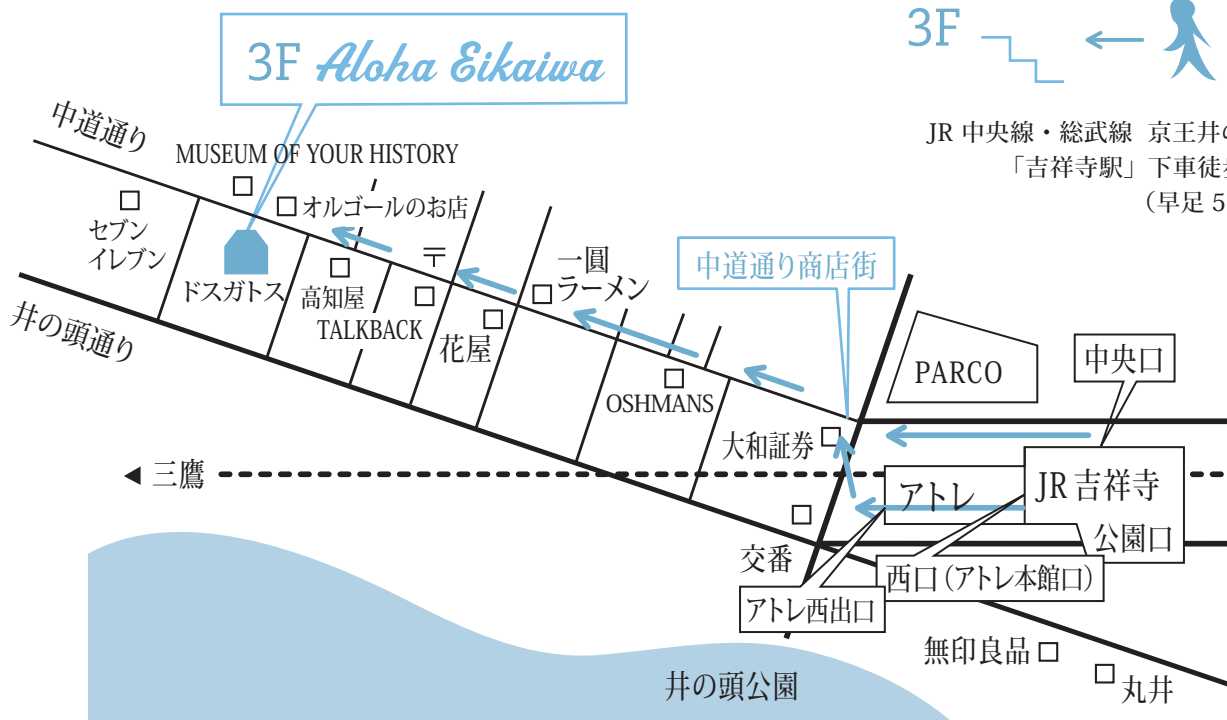 3F Aloha Eikaiwa
3F
JR 中央線・総武線 京王井の
「吉祥寺駅」下車徒歩
(早足 5
中道通り
MUSEUM OF YOUR HISTORY
オルゴールのお店
セブン
イレブン
ドスガトス
高知屋
TALKBACK
〒
花屋
一圓
ラーメン
中道通り商店街
井の頭通り
OSHMANS
PARCO
中央口
大和証券
三鷹
アトレ
JR 吉祥寺
公園口
交番
西口(アトレ本館口)
アトレ西出口
無印良品
丸井
井の頭公園